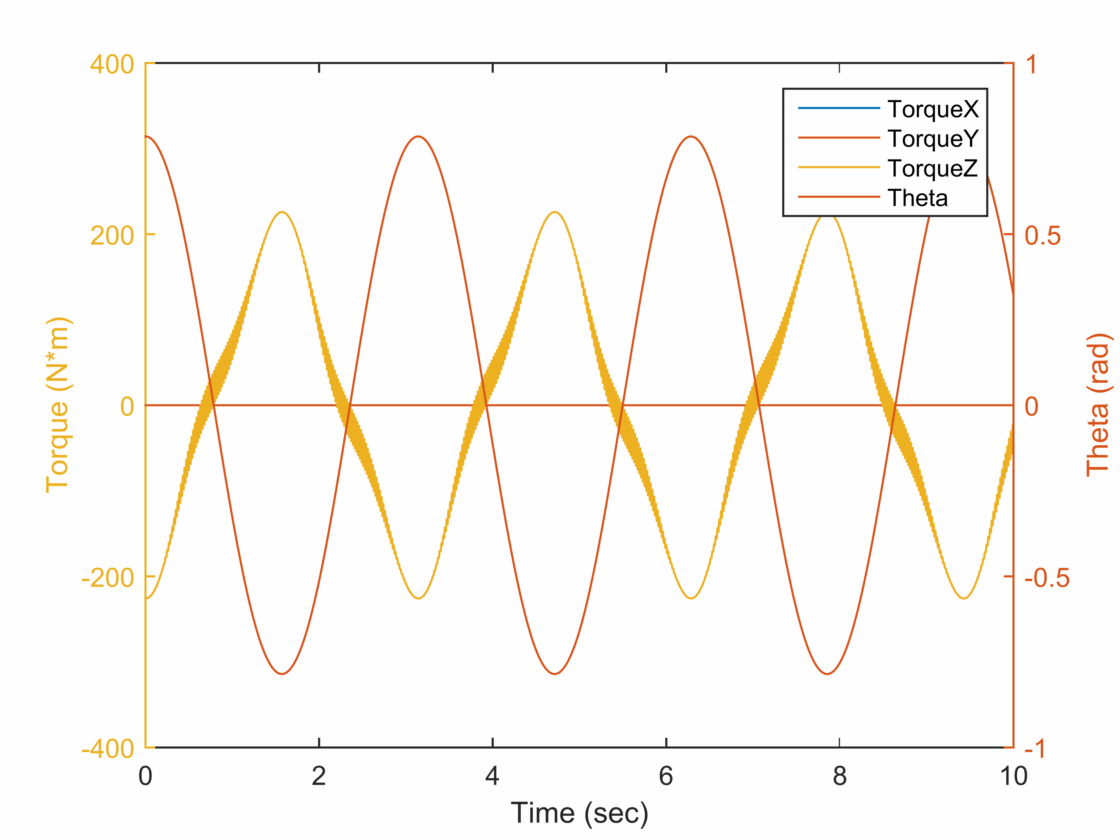 400
200
0
-200
-400
Torque (N*m)
1
0.5
0
-0.5
-1
Theta (rad)
TorqueX
TorqueY
TorqueZ
Theta
0 2 4 6 8 10
Time (sec)